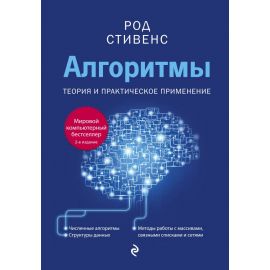 РОД
СТИВЕНС
Алгоритмы
ТЕОРИЯ И ПРАКТИЧЕСКОЕ ПРИМЕНЕНИЕ
Мировой
компьютерный
бестселлер
2-е издание
• Численные алгоритмы
• Структуры данных
• Методы работы с массивами,
связными списками и сетями